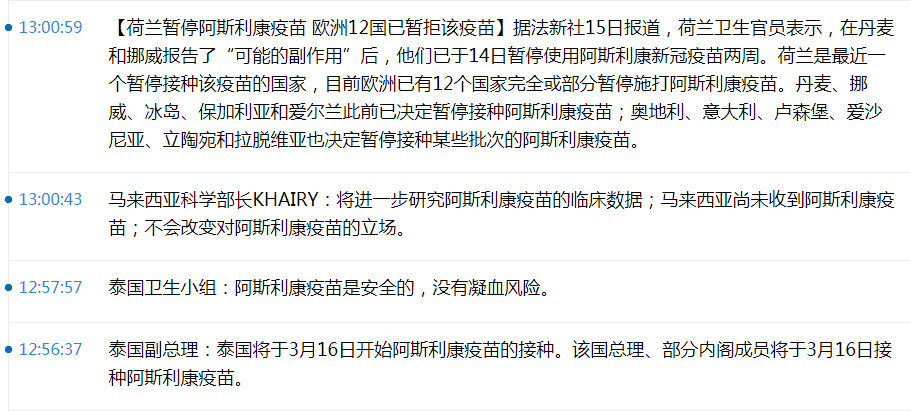 13:00:59
【荷兰暂停阿斯利康疫苗 欧洲12国已暂拒该疫苗】据法新社15日报道，荷兰卫生官员表示，在丹麦
和挪威报告了“可能的副作用”后，他们已于14日暂停使用阿斯利康新冠疫苗两周。荷兰是最近一
个暂停接种该疫苗的国家，目前欧洲已有12个国家完全或部分暂停施打阿斯利康疫苗。丹麦、挪
威、冰岛、保加利亚和爱尔兰此前已决定暂停接种阿斯利康疫苗；奥地利、意大利、卢森堡、爱沙
尼亚、立陶宛和拉脱维亚也决定暂停接种某些批次的阿斯利康疫苗。
13:00:43
马来西亚科学部长KHAIRY：将进一步研究阿斯利康疫苗的临床数据；马来西亚尚未收到阿斯利康疫
苗；不会改变对阿斯利康疫苗的立场。
12:57:57
泰国卫生小组：阿斯利康疫苗是安全的，没有凝血风险。
12:56:37
泰国副总理：泰国将于3月16日开始阿斯利康疫苗的接种。该国总理、部分内阁成员将于3月16日接
种阿斯利康疫苗。